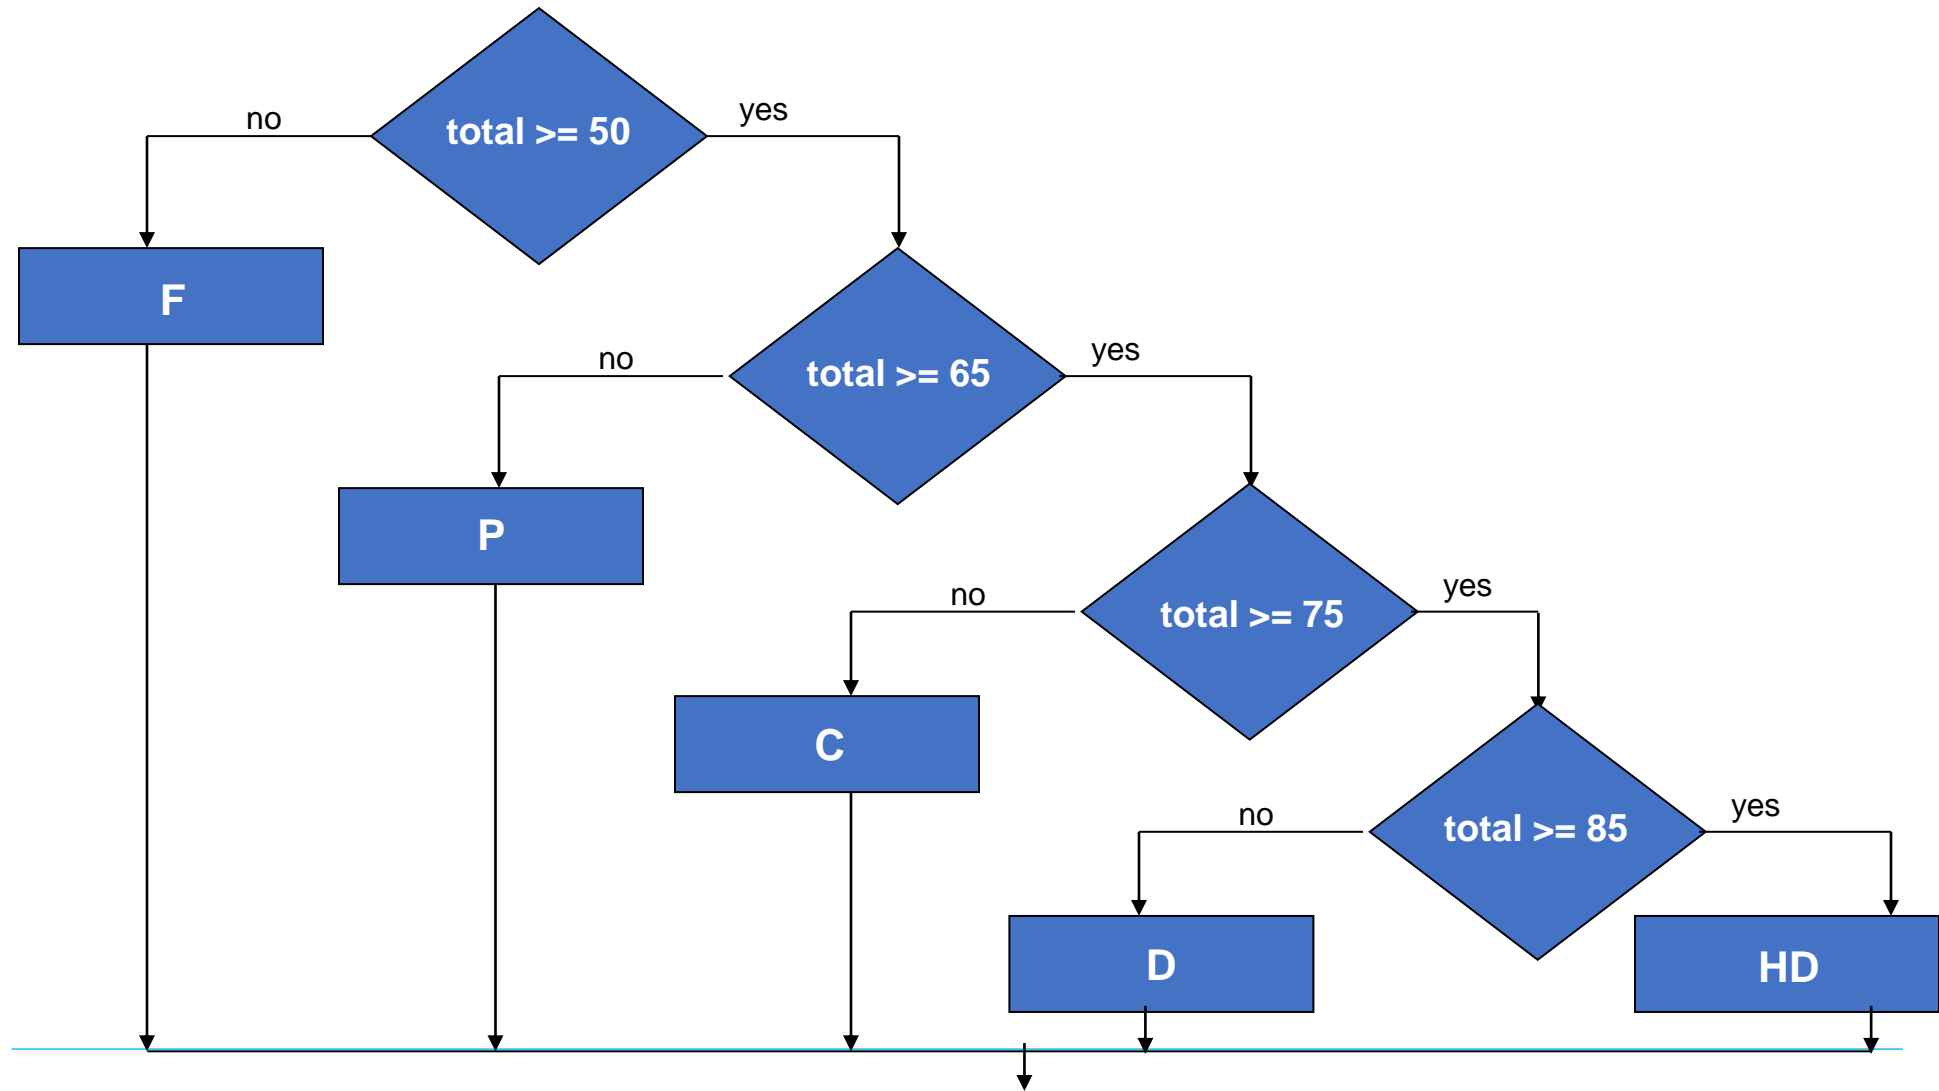 no
total >= 50
yes
F
no
total >= 65
yes
P
no
total >= 75
yes
C
no
total >= 85
yes
D
HD